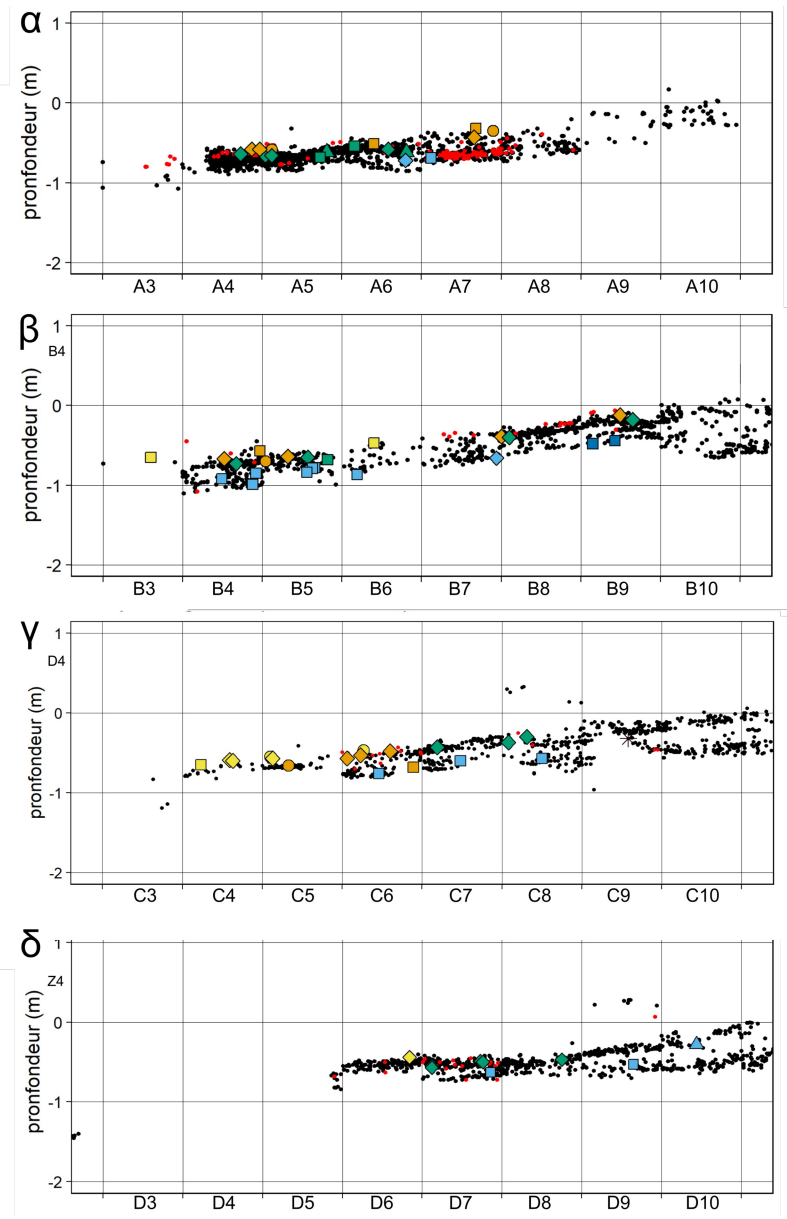 α
pronfondeur (m)
1
0
-1
-2
A3 A4 A5 A6 A7 A8 A9 A10
β
B4
pronfondeur (m)
1
0
-1
-2
B3 B4 B5 B6 B7 B8 B9 B10
γ
D4
pronfondeur (m)
1
0
-1
-2
C3 C4 C5 C6 C7 C8 C9 C10
δ
Z4
pronfondeur (m)
1
0
-1
-2
D3 D4 D5 D6 D7 D8 D9 D10